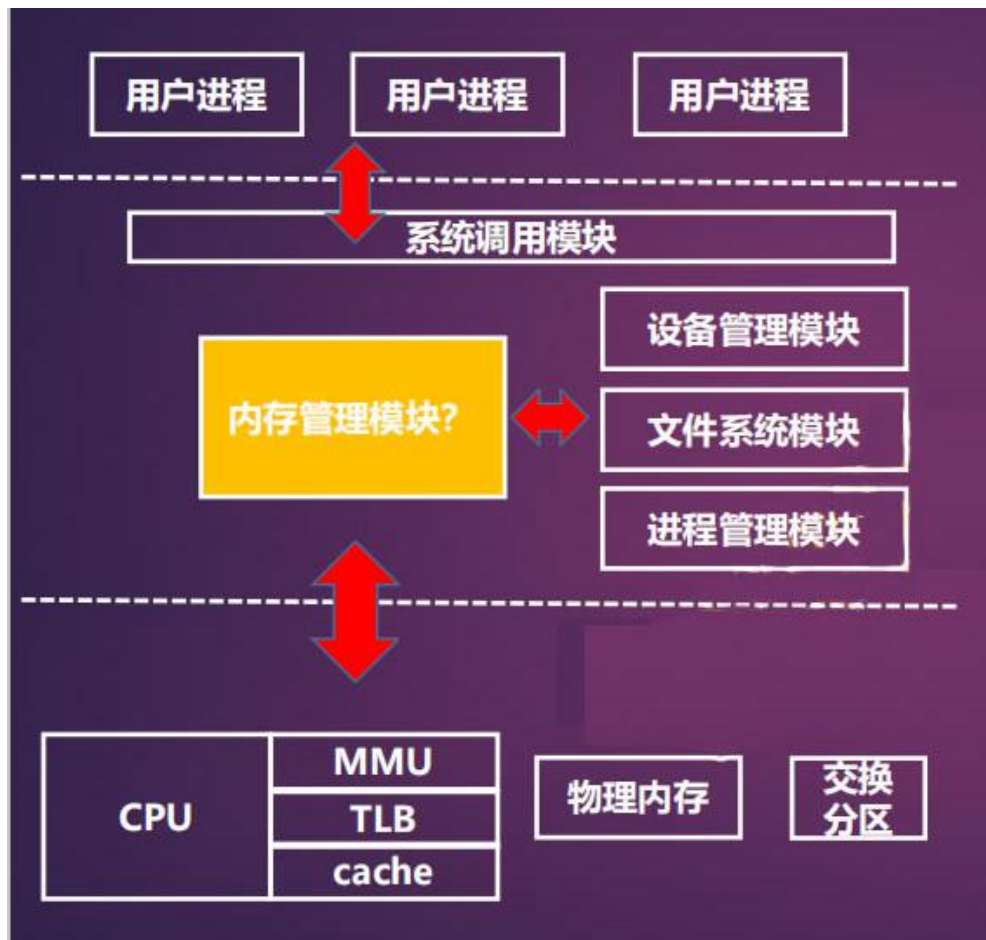 用户进程
用户进程
用户进程
系统调用模块
设备管理模块
内存管理模块?
文件系统模块
进程管理模块
MMU
CPU
TLB
cache
物理内存
交换
分区